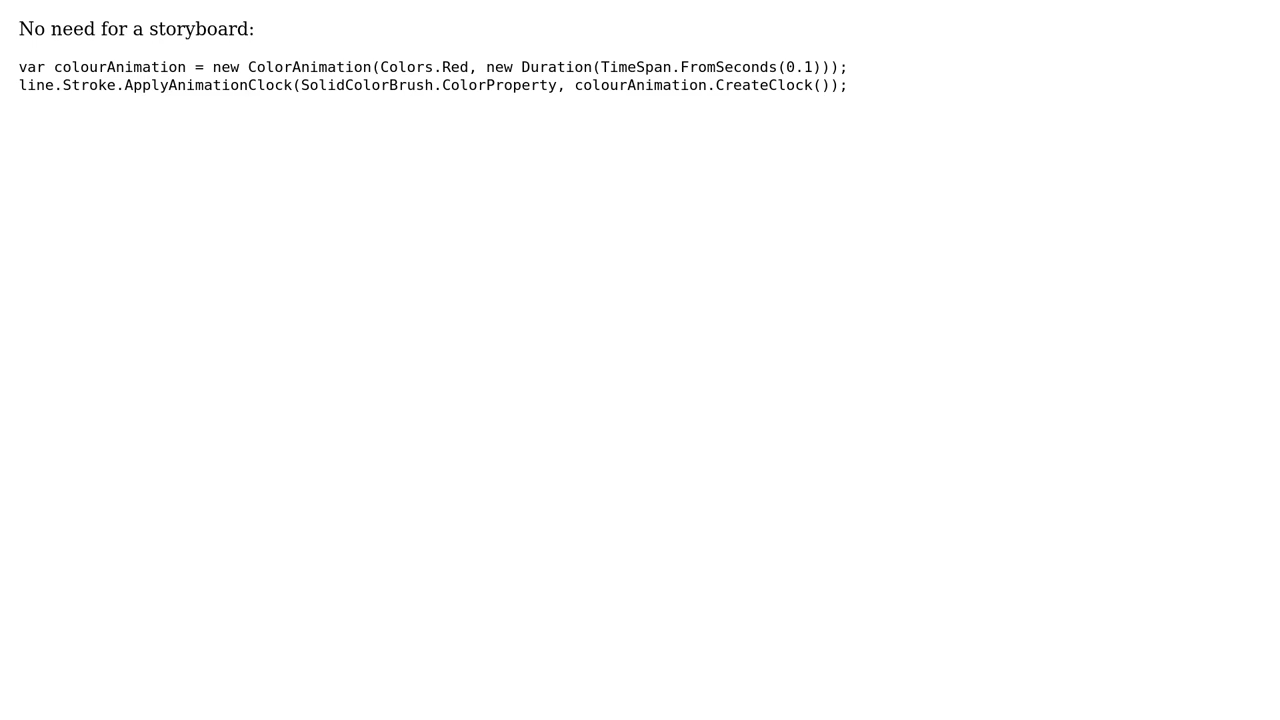 No need for a storyboard:
var colourAnimation = new ColorAnimation(Colors.Red, new Duration(TimeSpan.FromSeconds(0.1)));
line.Stroke.ApplyAnimationClock(SolidColorBrush.ColorProperty, colourAnimation.CreateClock());